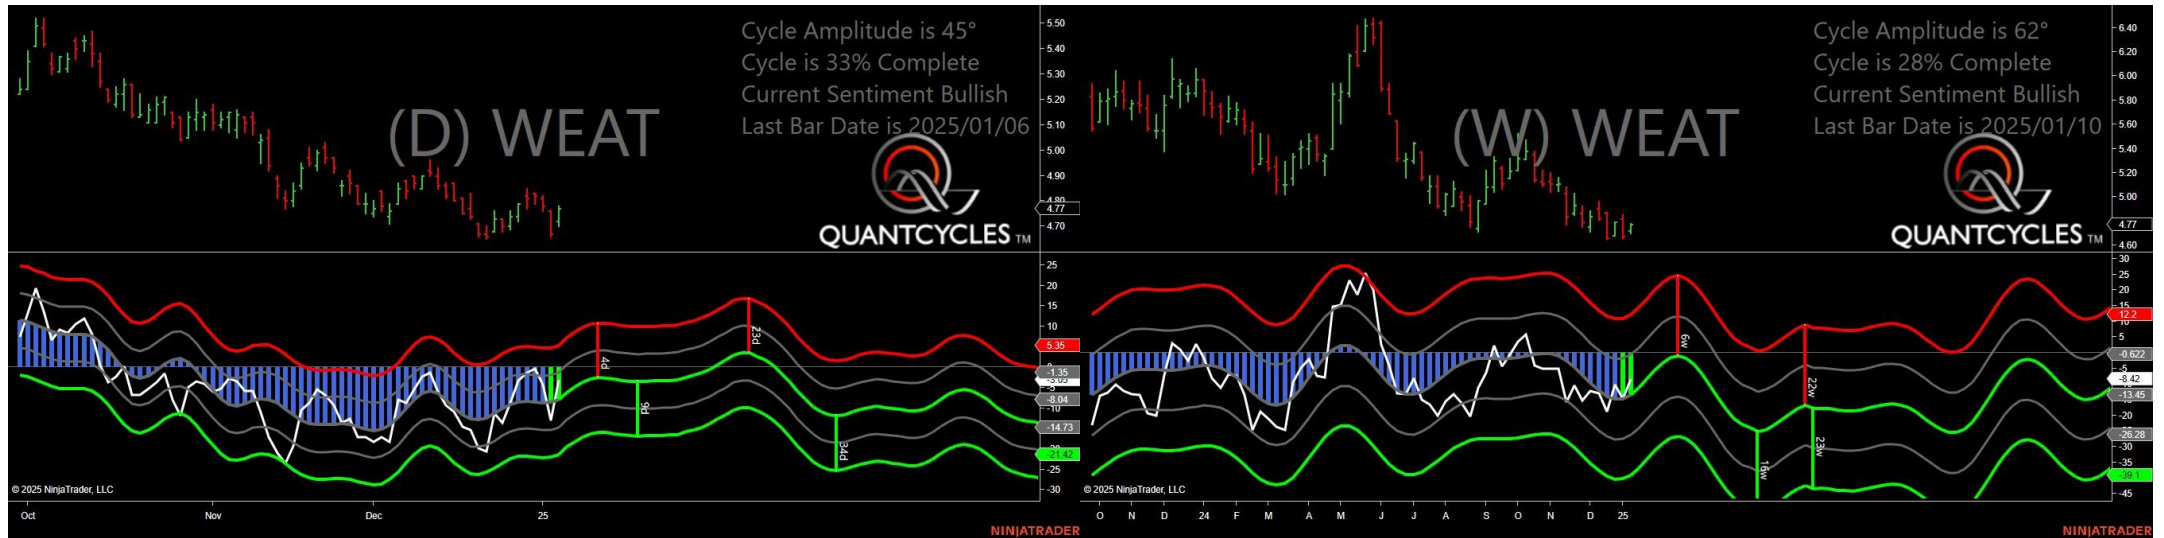 Cycle Amplitude is 45°
Cycle is 33% Complete
Current Sentiment Bullish
Last Bar Date is 2025/01/06
(D) WEAT
QUANTCYCLES TM
5.50
5.40
5.30
5.20
5.10
5.00
4.90
4.80
4.77
4.70
25
20
15
10
5.35
-1.35
-3.05
-5
-8.04
-10
-14.73
-20
-21.42
-25
-30
4d
9d
23d
34d
© 2025 NinjaTrader, LLC
Oct
Nov
Dec
25
NINJATRADER
Cycle Amplitude is 62°
Cycle is 28% Complete
Current Sentiment Bullish
Last Bar Date is 2025/01/10
(W) WEAT
QUANTCYCLES TM
6.40
6.20
6.00
5.80
5.60
5.40
5.20
5.00
4.77
4.60
30
25
20
15
12.2
10
5
-0.622
-5
-8.42
-13.45
-20
-26.28
-30
-35
-39.1
-45
6w
16w
22w
23w
© 2025 NinjaTrader, LLC
O
N
D
24
F
M
A
M
J
J
A
S
O
N
D
25
NINJATRADER